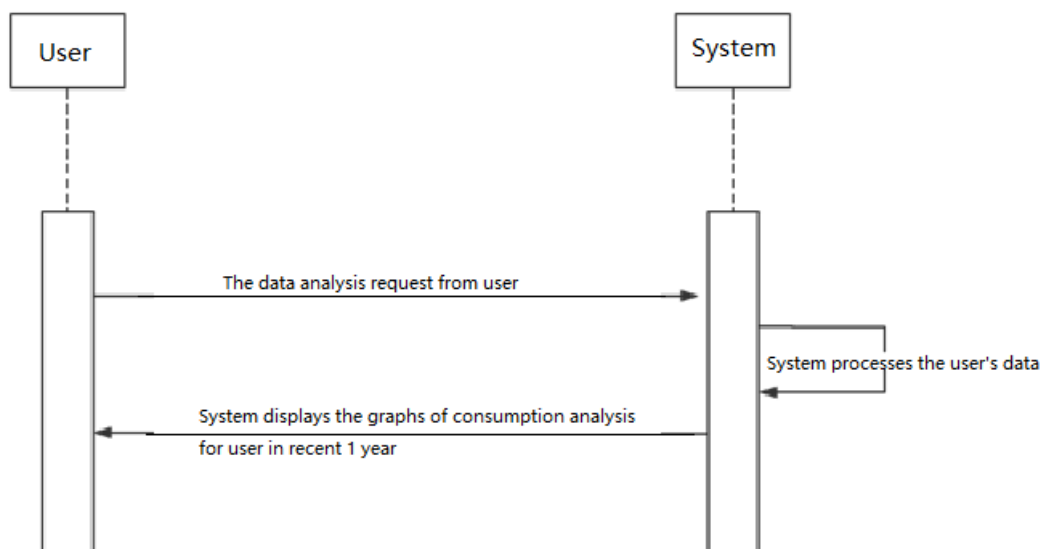 User
System
The data analysis request from user
System processes the user's data
System displays the graphs of consumption analysis
for user in recent 1 year